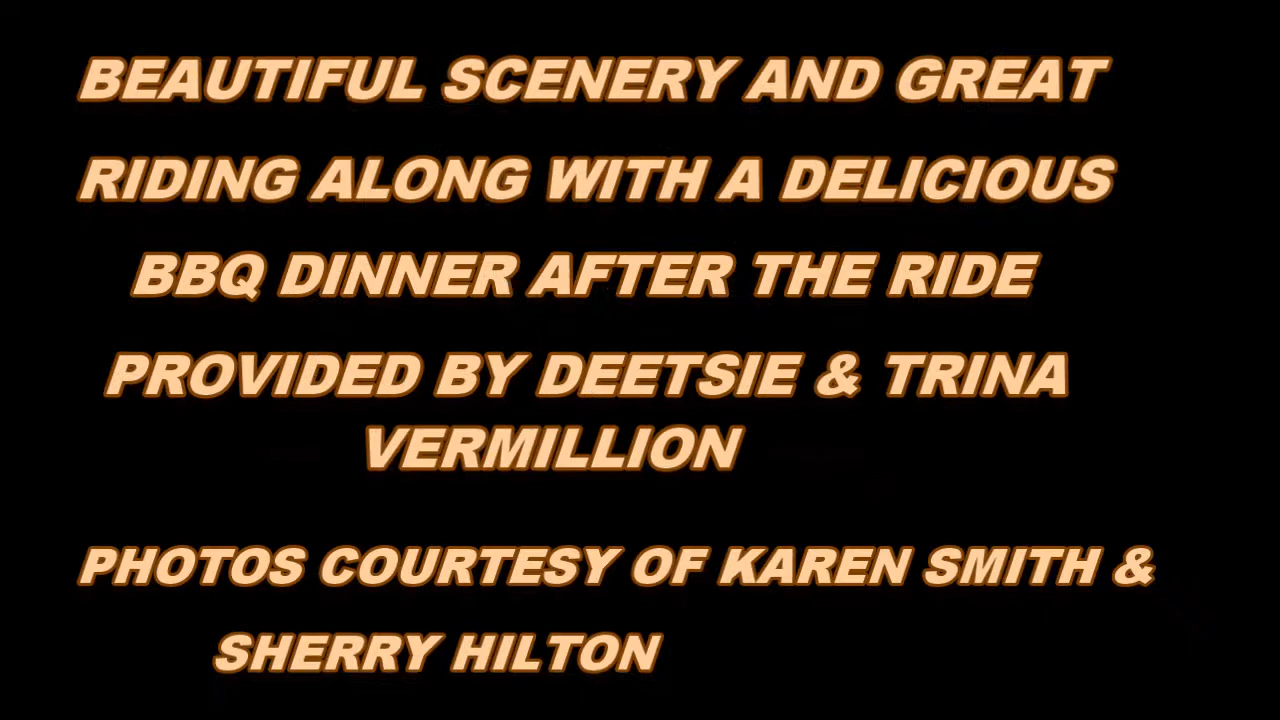 BEAUTIFUL SCENERY AND GREAT
RIDING ALONG WITH A DELICIOUS
BBQ DINNER AFTER THE RIDE
PROVIDED BY DEETSIE & TRINA
VERMILLION
PHOTOS COURTESY OF KAREN SMITH &
SHERRY HILTON